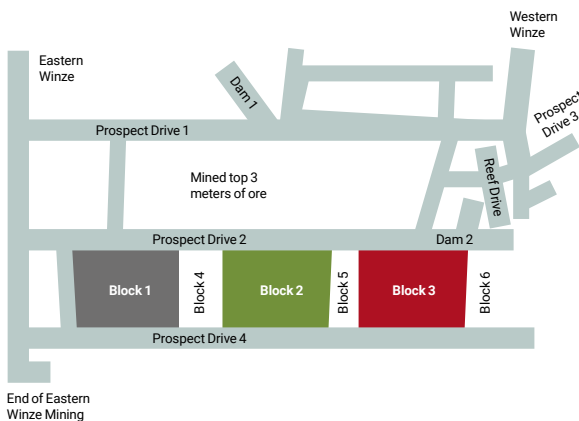 Western
Winze
Eastern
Winze
Dam 1
Prospect
Drive 3
Prospect Drive 1
Reef Drive
Mined top 3
meters of ore
Prospect Drive 2
Dam 2
Block 1
Block 4
Block 2
Block 5
Block 3
Block 6
Prospect Drive 4
End of Eastern
Winze Mining